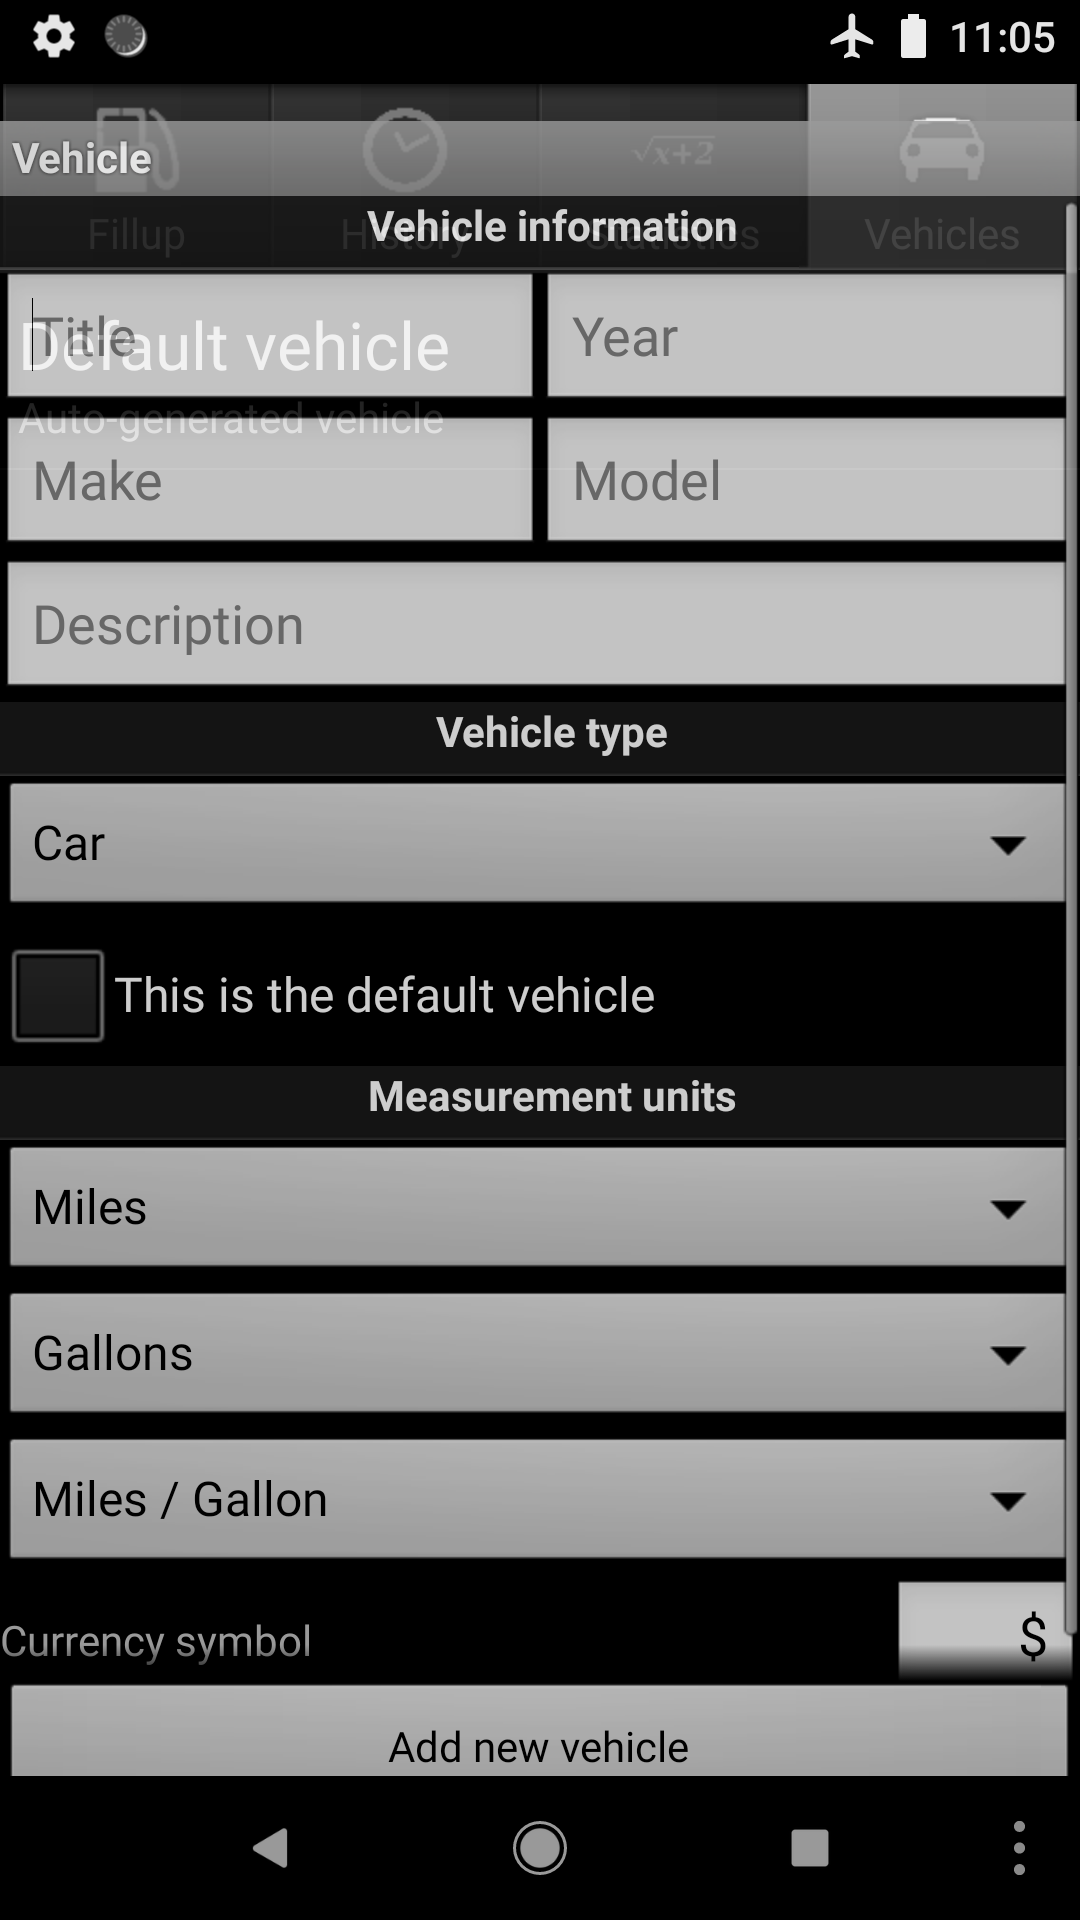 11:05
Vehicle
√x+2
Fillup
History
Statistics
Vehicles
Vehicle information
Title
Year
Default vehicle
Auto-generated vehicle
Make
Model
Description
Vehicle type
Car
This is the default vehicle
Measurement units
Miles
Gallons
Miles / Gallon
Currency symbol
$
Add new vehicle